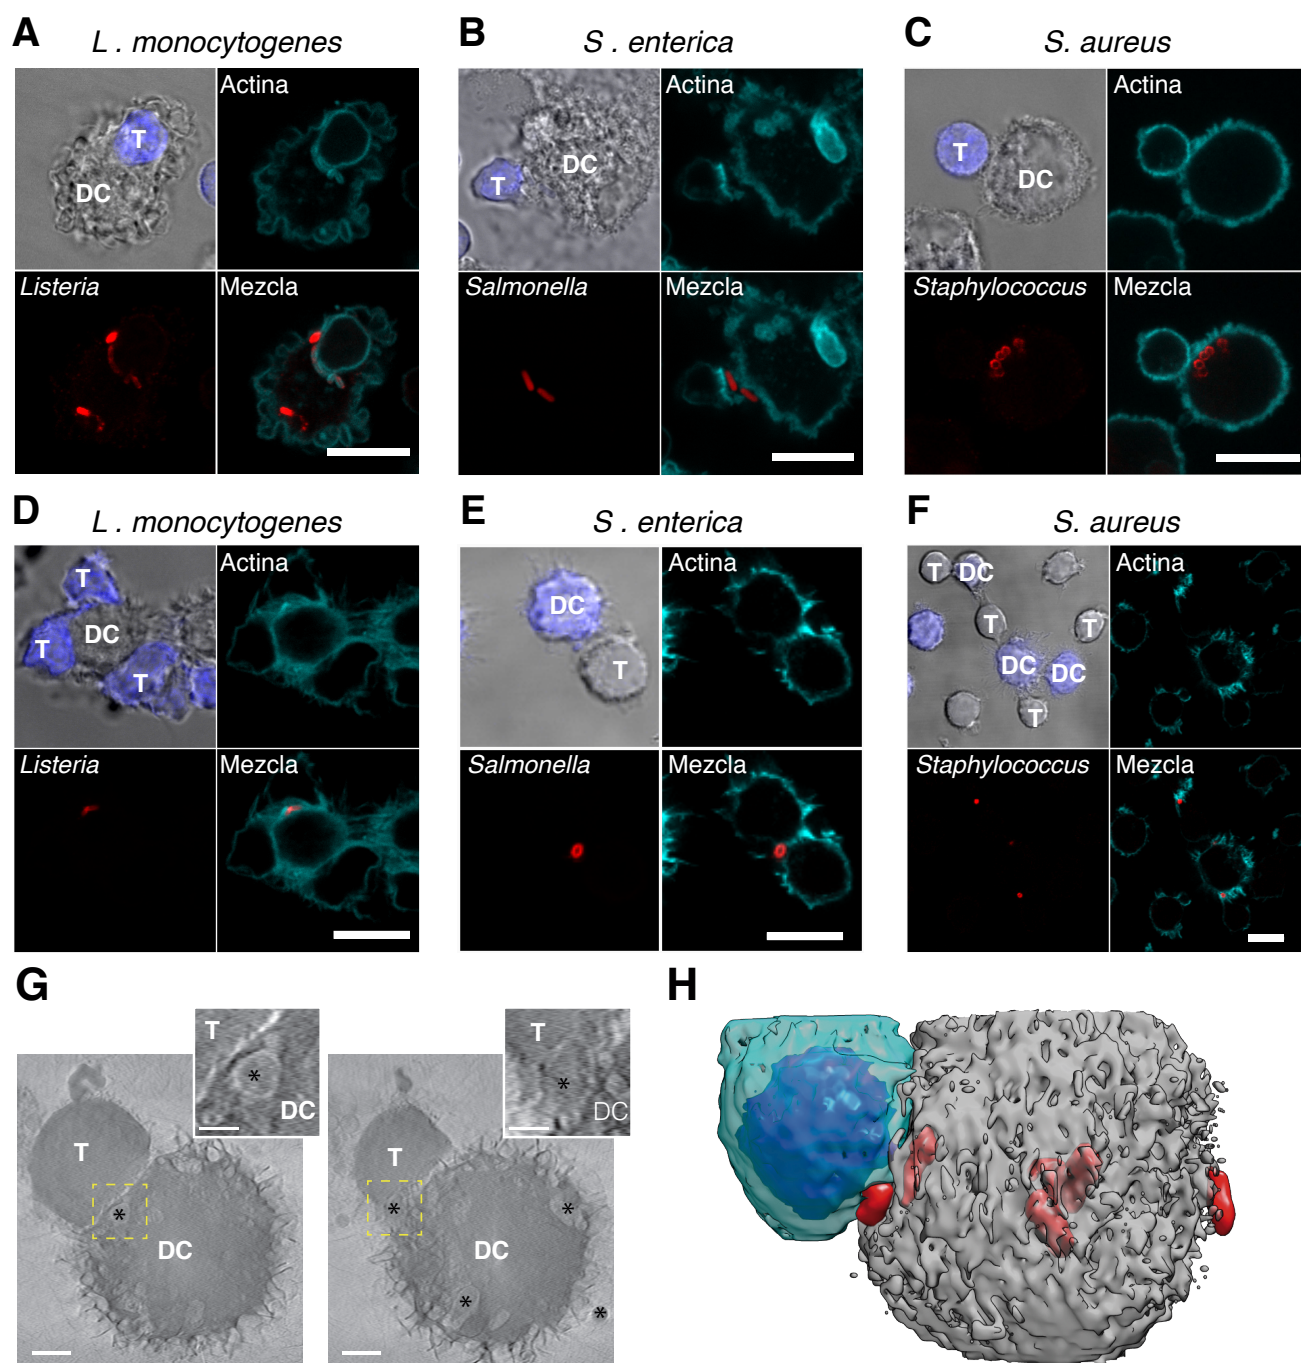 A
L . monocytogenes
T
DC
Actina
Listeria
Mezcla
B
S . enterica
T
DC
Actina
Salmonella
Mezcla
C
S. aureus
T
DC
Actina
Staphylococcus
Mezcla
D
L . monocytogenes
T
DC
T
T
Actina
Listeria
Mezcla
E
S . enterica
DC
T
Actina
Salmonella
Mezcla
F
S. aureus
T DC
T
T
DC
DC
T
Actina
Staphylococcus
Mezcla
G
T
*
DC
T
*
DC
T
*
DC
T
*
*
DC
*
*
H